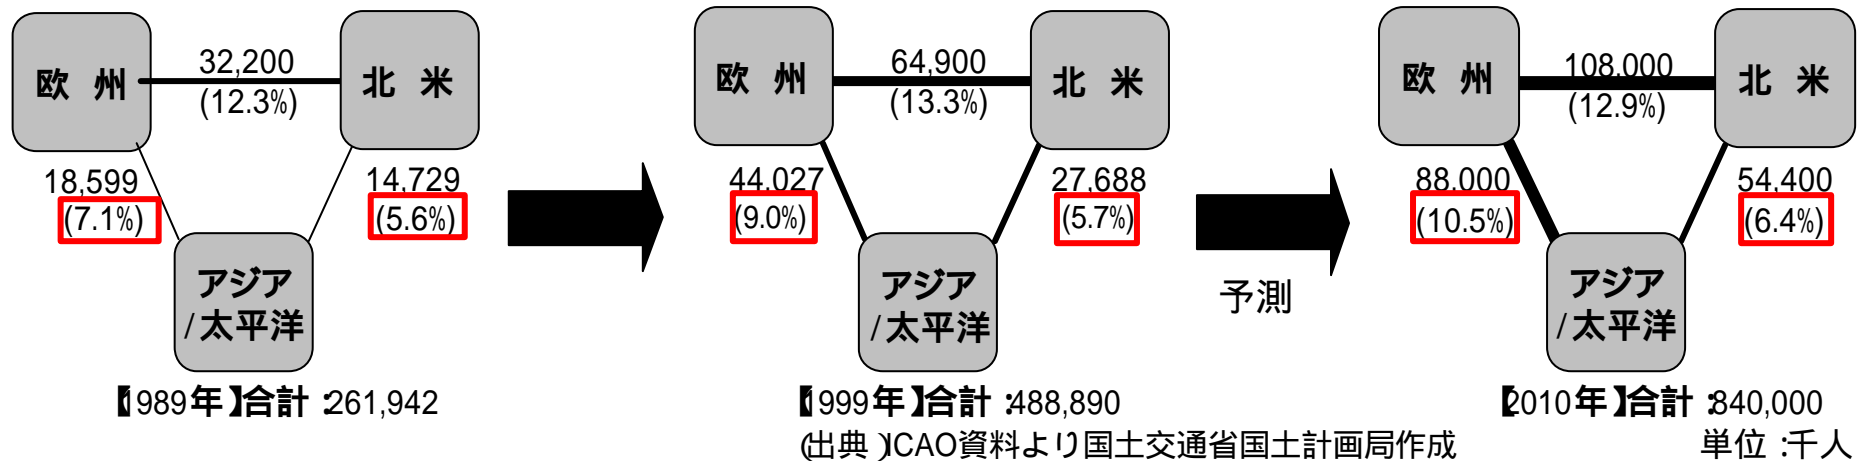 欧 州
32,200
(12.3%)
北 米
18,599
(7.1%)
14,729
(5.6%)
アジア
/太平洋
【1989年】合計：261,942
欧 州
64,900
(13.3%)
北 米
44,027
(9.0%)
27,688
(5.7%)
アジア
/太平洋
【1999年】合計：488,890
予測
欧 州
108,000
(12.9%)
北 米
88,000
(10.5%)
54,400
(6.4%)
アジア
/太平洋
【2010年】合計：840,000
(出典)ICAO資料より国土交通省国土計画局作成
単位：千人